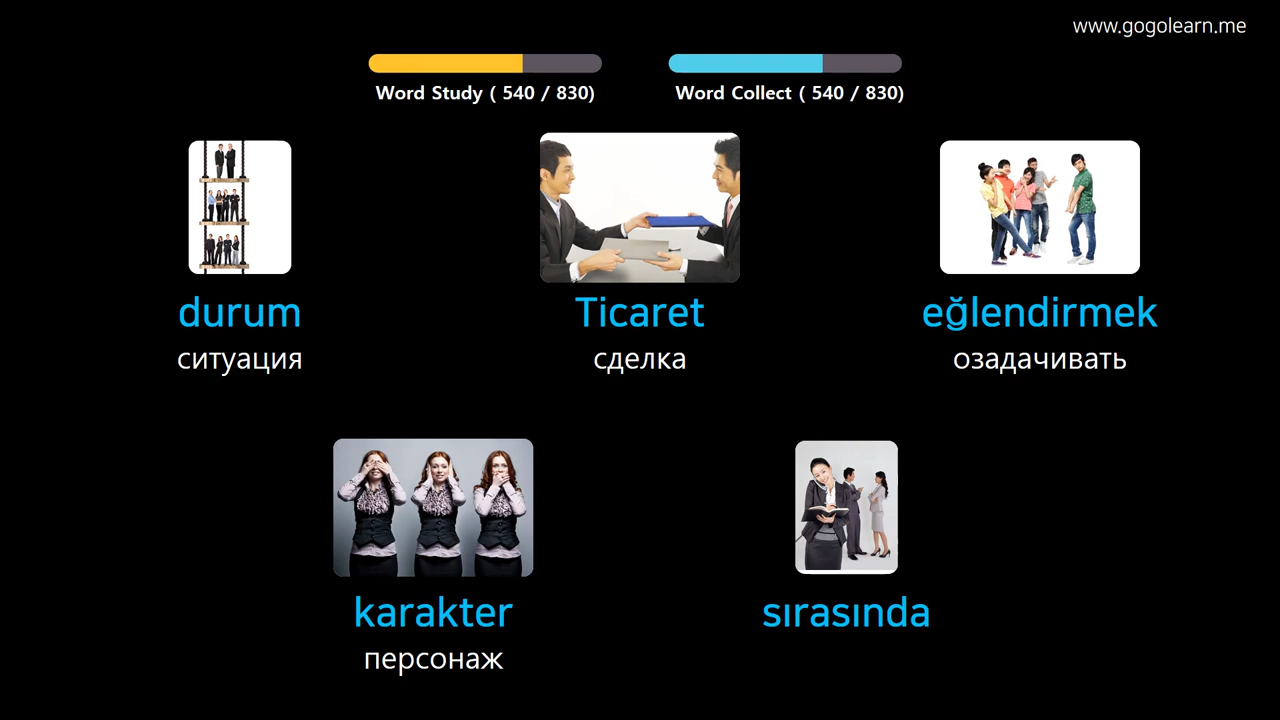 www.gogolearn.me
Word Study ( 540 / 830)
Word Collect ( 540 / 830)
durum
ситуация
Ticaret
сделка
eğlendirmek
озадачивать
karakter
персонаж
sırasında